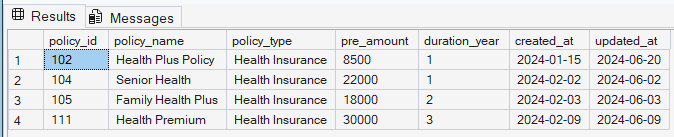 Results Messages
policy_id policy_name policy_type pre_amount duration_year created_at updated_at
1 102 Health Plus Policy Health Insurance 8500 1 2024-01-15 2024-06-20
2 104 Senior Health Health Insurance 22000 1 2024-02-02 2024-06-02
3 105 Family Health Plus Health Insurance 18000 2 2024-02-03 2024-06-03
4 111 Health Premium Health Insurance 30000 3 2024-02-09 2024-06-09